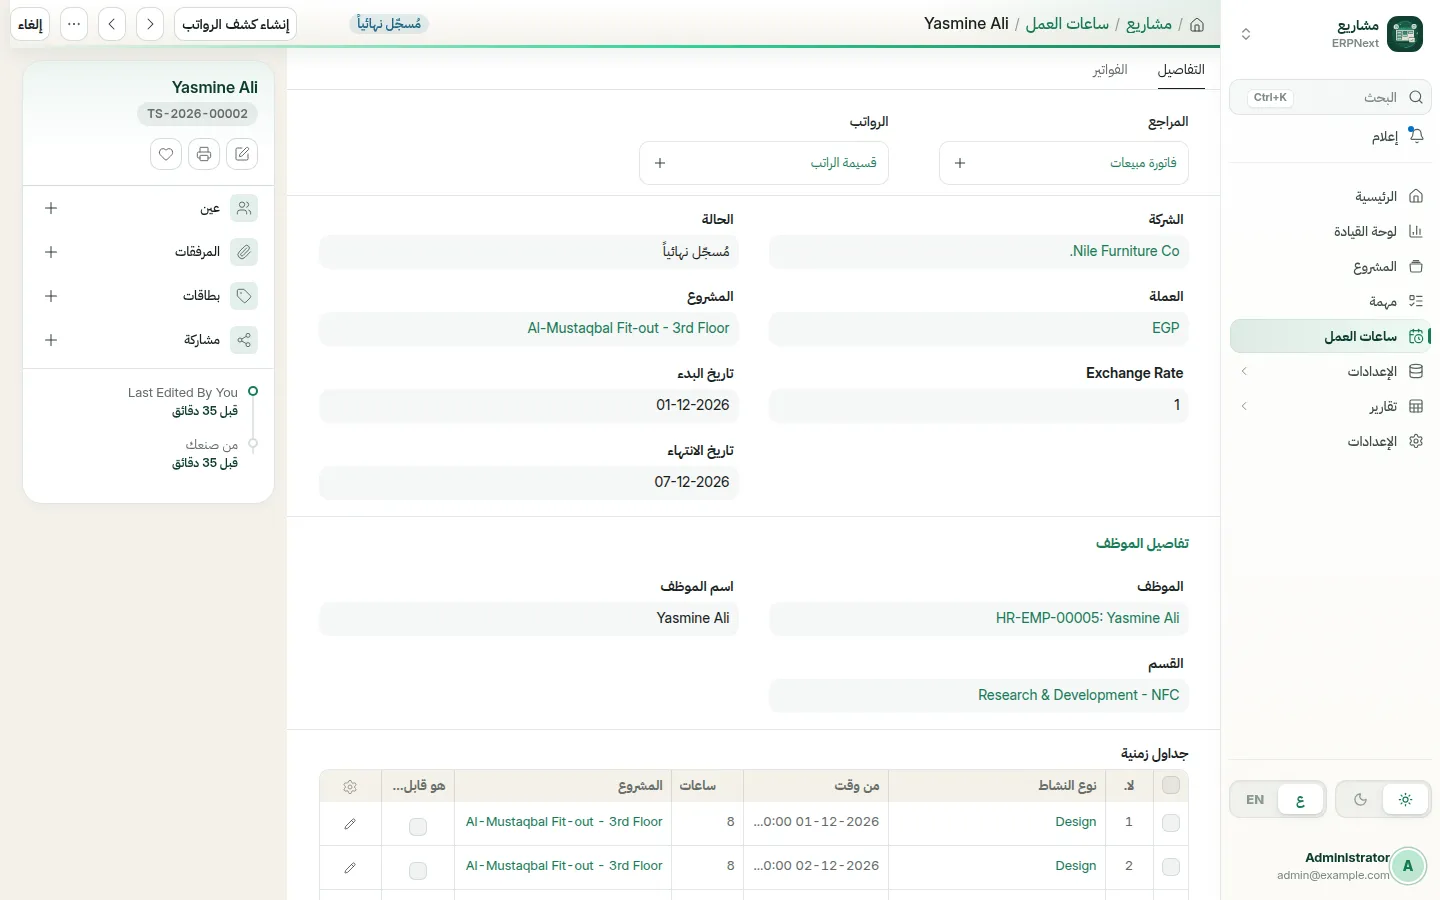 مشاريع
ERPNext
البحث
Ctrl+K
إعلام
الرئيسية
لوحة القيادة
المشروع
مهمة
ساعات العمل
الإعدادات
تقارير
الإعدادات
ع
EN
Administrator
admin@example.com
A
مشاريع / ساعات العمل / Yasmine Ali
مُسجّل نهائياً
إنشاء كشف الرواتب
إلغاء
التفاصيل
الفواتير
المراجع
الرواتب
فاتورة مبيعات
قسيمة الراتب
الشركة
الحالة
Nile Furniture Co.
مُسجّل نهائياً
العملة
المشروع
EGP
Al-Mustaqbal Fit-out - 3rd Floor
Exchange Rate
تاريخ البدء
1
01-12-2026
تاريخ الانتهاء
07-12-2026
تفاصيل الموظف
الموظف
اسم الموظف
HR-EMP-00005: Yasmine Ali
Yasmine Ali
القسم
Research & Development - NFC
جداول زمنية
لا. نوع النشاط من وقت ساعات المشروع هو قابل...
1 Design 01-12-2026 0:00... 8 Al-Mustaqbal Fit-out - 3rd Floor
2 Design 02-12-2026 0:00... 8 Al-Mustaqbal Fit-out - 3rd Floor
Yasmine Ali
TS-2026-00002
عين
المرفقات
بطاقات
مشاركة
Last Edited By You
قبل 35 دقائق
من صنعك
قبل 35 دقائق